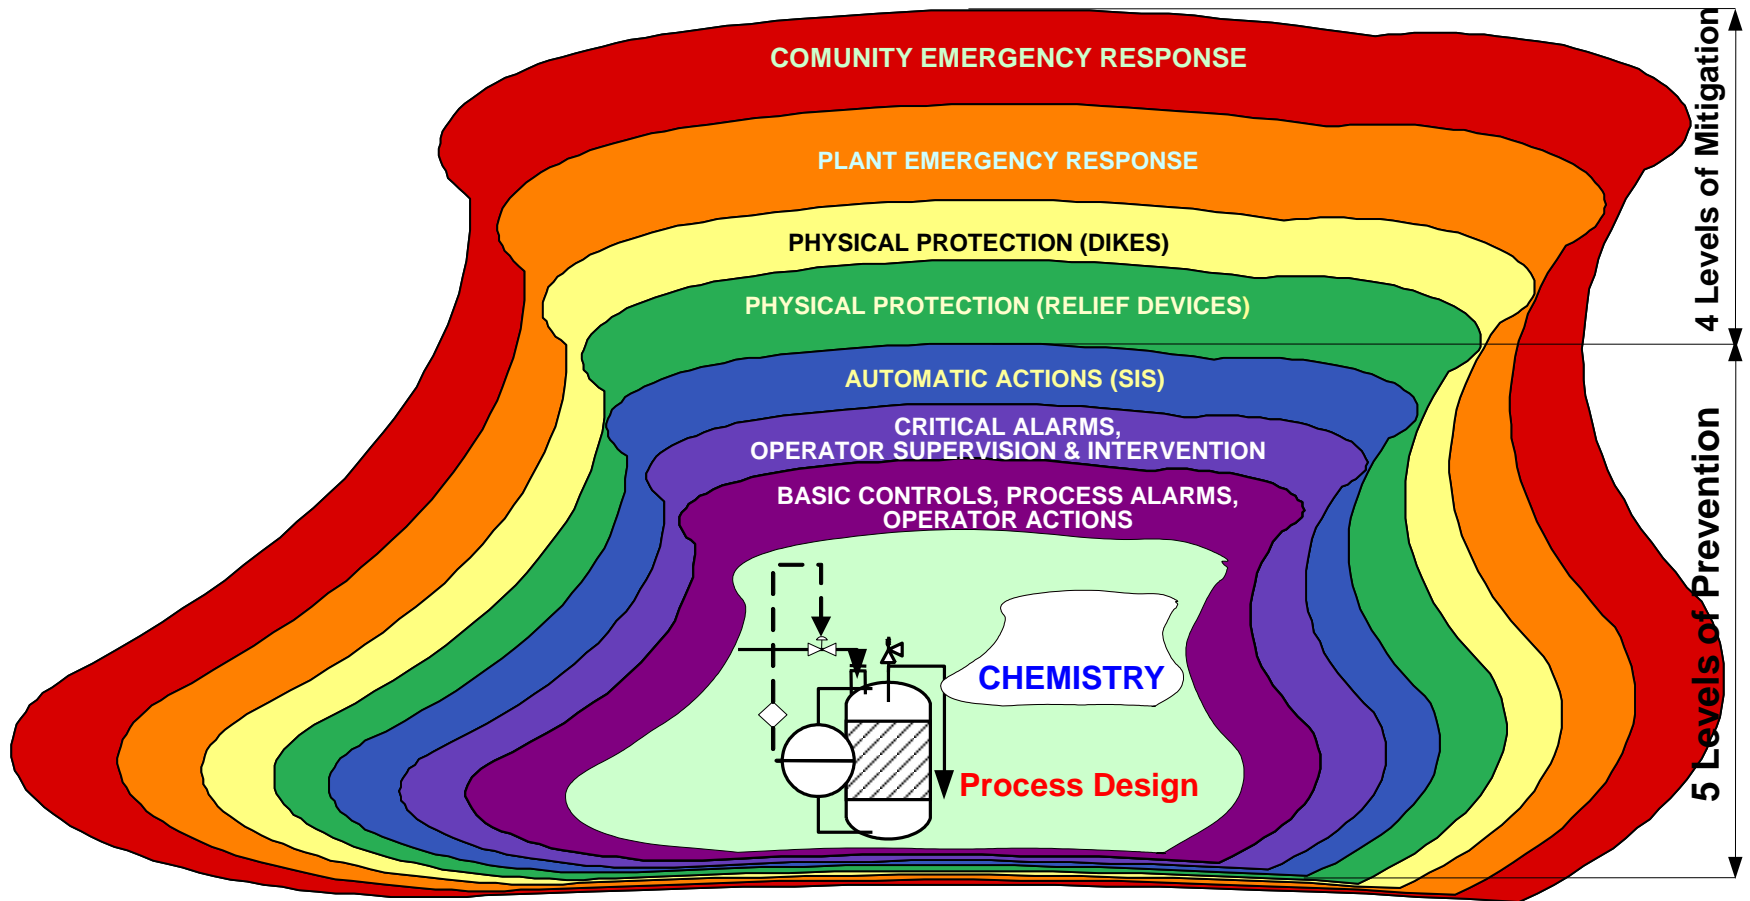 COMUNITY EMERGENCY RESPONSE
PLANT EMERGENCY RESPONSE
PHYSICAL PROTECTION (DIKES)
PHYSICAL PROTECTION (RELIEF DEVICES)
AUTOMATIC ACTIONS (SIS)
CRITICAL ALARMS,
OPERATOR SUPERVISION & INTERVENTION
BASIC CONTROLS, PROCESS ALARMS,
OPERATOR ACTIONS
CHEMISTRY
Process Design
4 Levels of Mitigation
5 Levels of Prevention